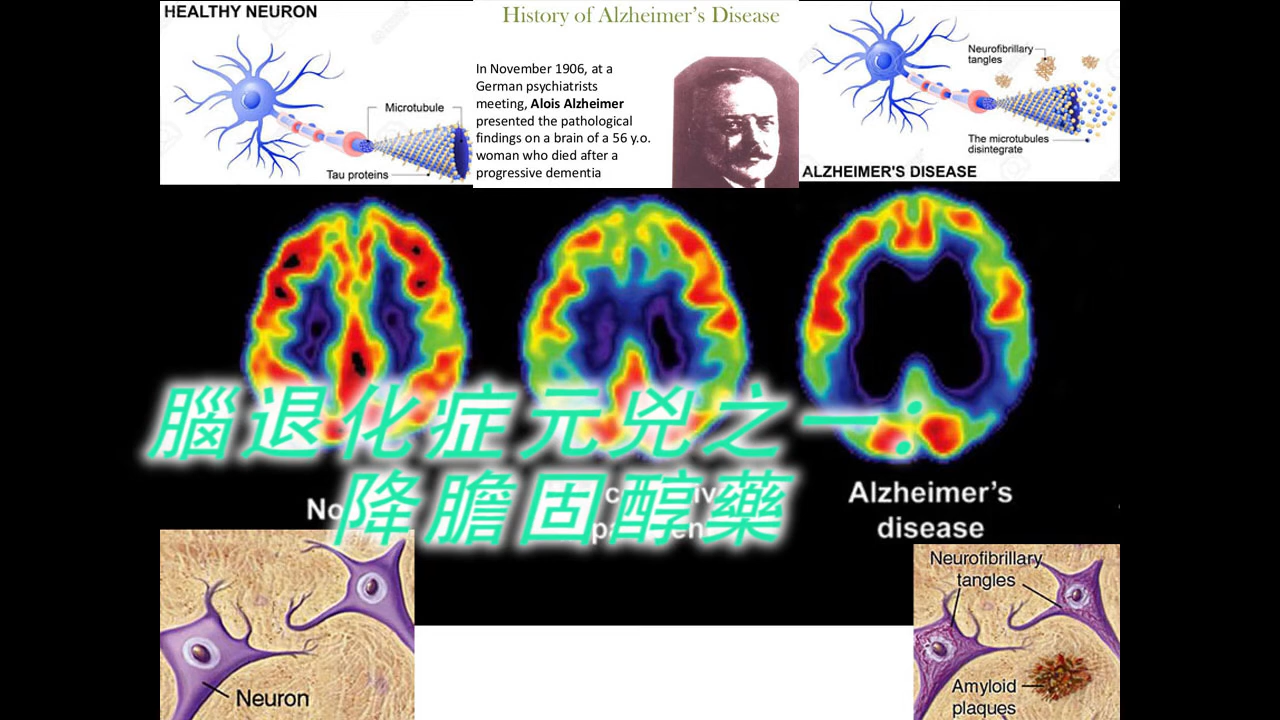 HEALTHY NEURON
Microtubule
Tau proteins
History of Alzheimer's Disease
In November 1906, at a
German psychiatrists
meeting, Alois Alzheimer
presented the pathological
findings on a brain of a 56 y.o.
woman who died after a
progressive dementia
Neurofibrillary
tangles
The microtubules
disintegrate
ALZHEIMER'S DISEASE
腦退化症元兇之一：
降膽固醇藥
Alzheimer's
disease
Neuron
Neurofibrillary
tangles
Amyloid
plaques